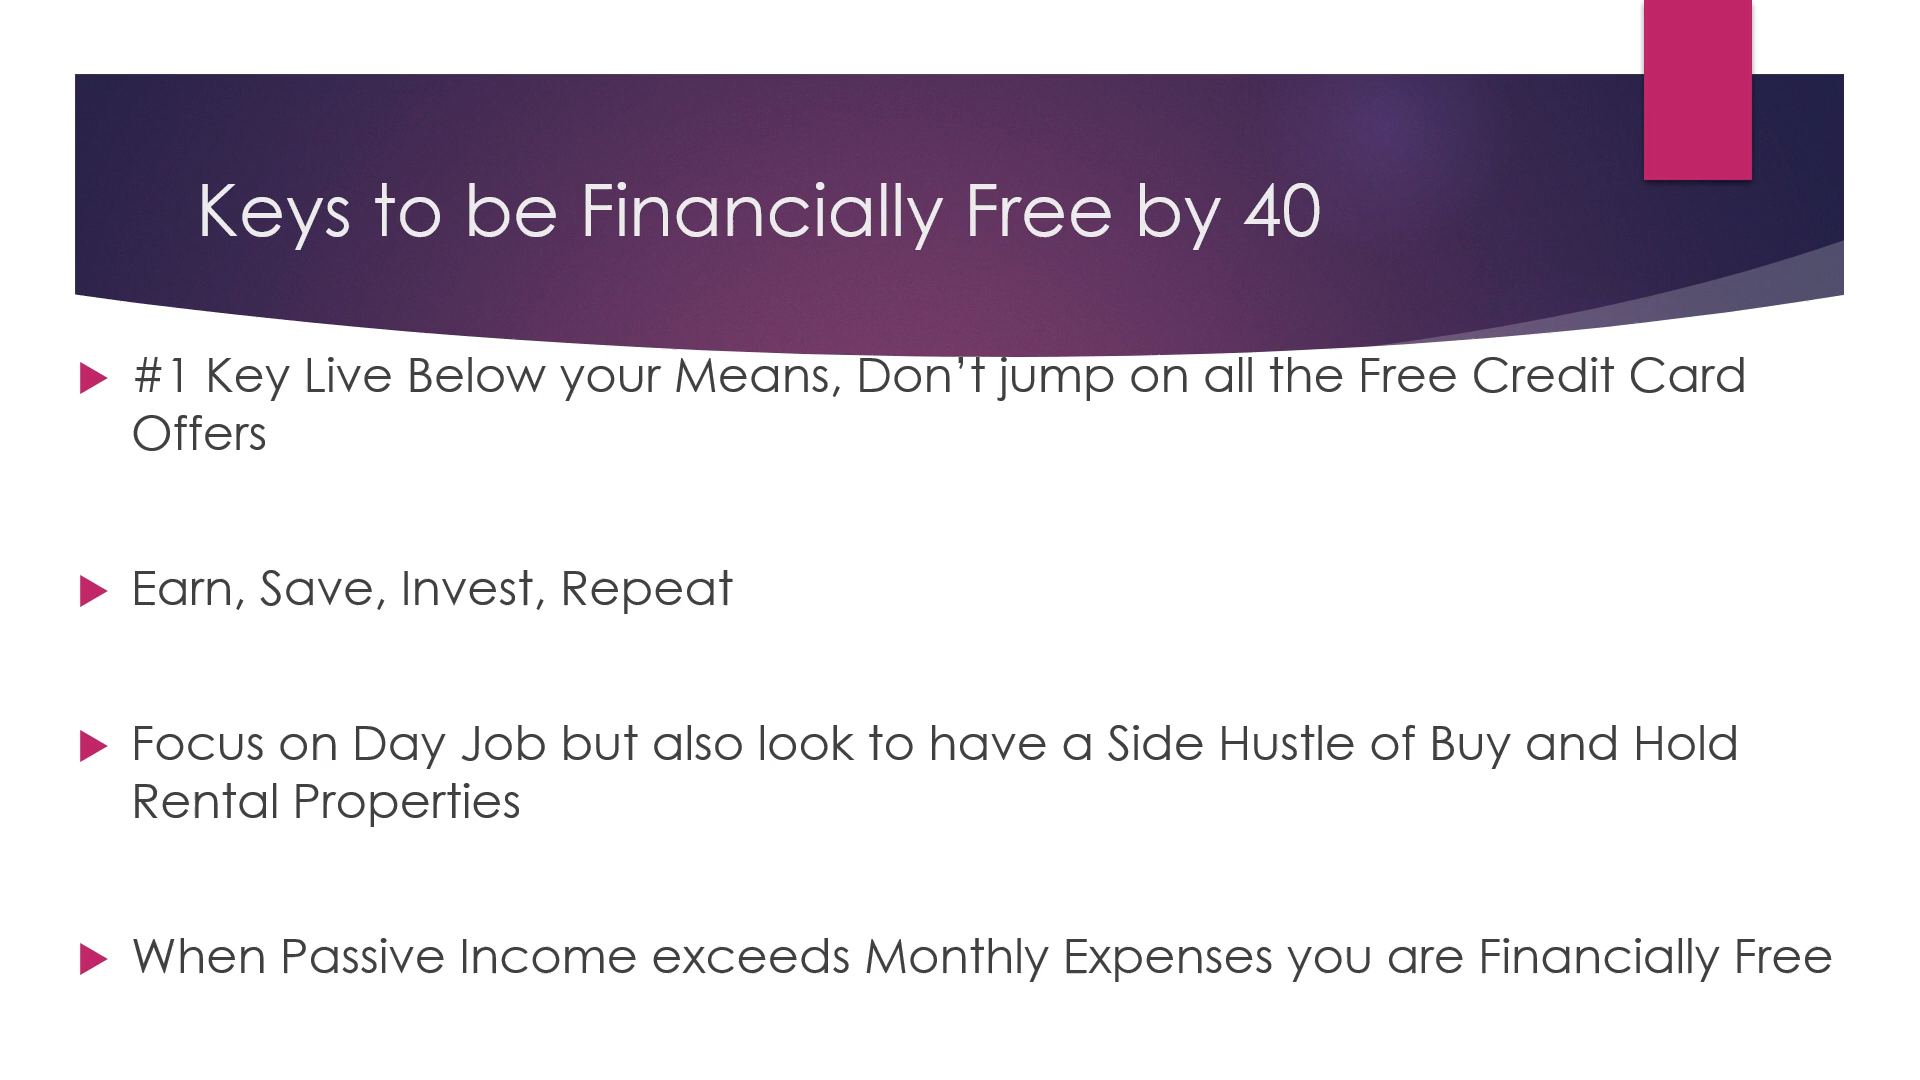 Keys to be Financially Free by 40
#1 Key Live Below your Means, Don’t jump on all the Free Credit Card
Offers
Earn, Save, Invest, Repeat
Focus on Day Job but also look to have a Side Hustle of Buy and Hold
Rental Properties
When Passive Income exceeds Monthly Expenses you are Financially Free